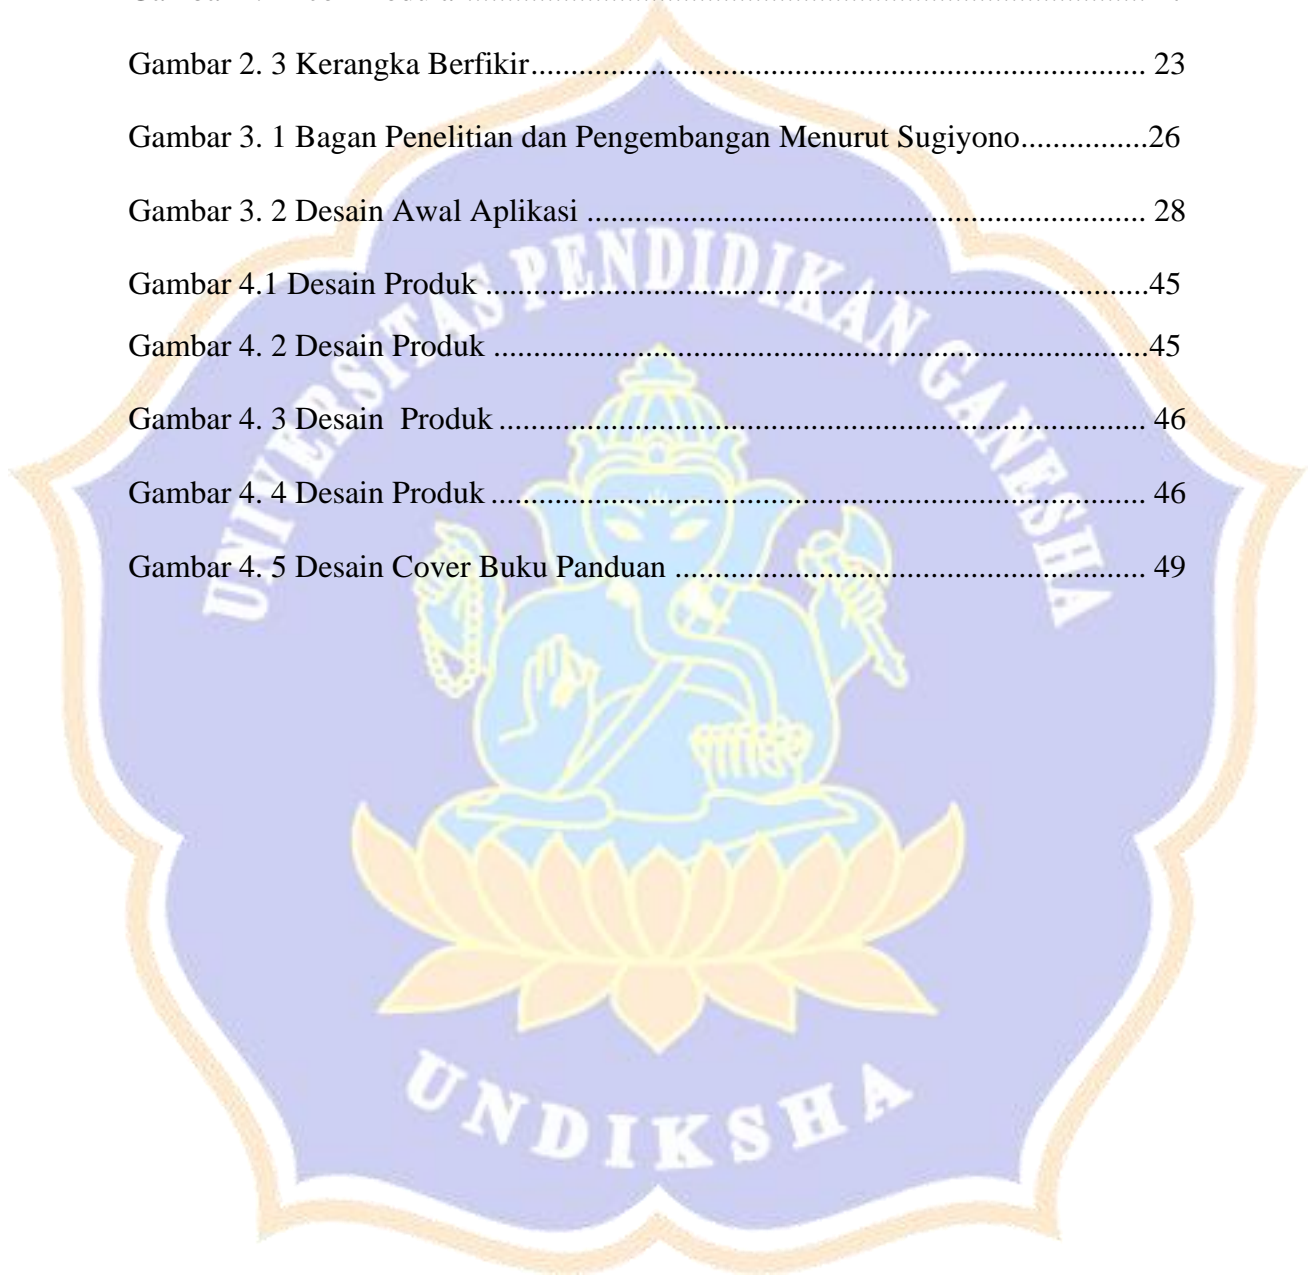 Gambar 2. 3 Kerangka Berfikir............................................................................. 23
Gambar 3. 1 Bagan Penelitian dan Pengembangan Menurut Sugiyono................26
Gambar 3. 2 Desain Awal Aplikasi ...................................................................... 28
Gambar 4.1 Desain Produk ...................................................................................45
Gambar 4. 2 Desain Produk ..................................................................................45
Gambar 4. 3 Desain  Produk ................................................................................. 46
Gambar 4. 4 Desain Produk .................................................................................. 46
Gambar 4. 5 Desain Cover Buku Panduan ........................................................... 49
UNIVERSITAS PENDIDIKAN GANESHA
UNDIKSHA